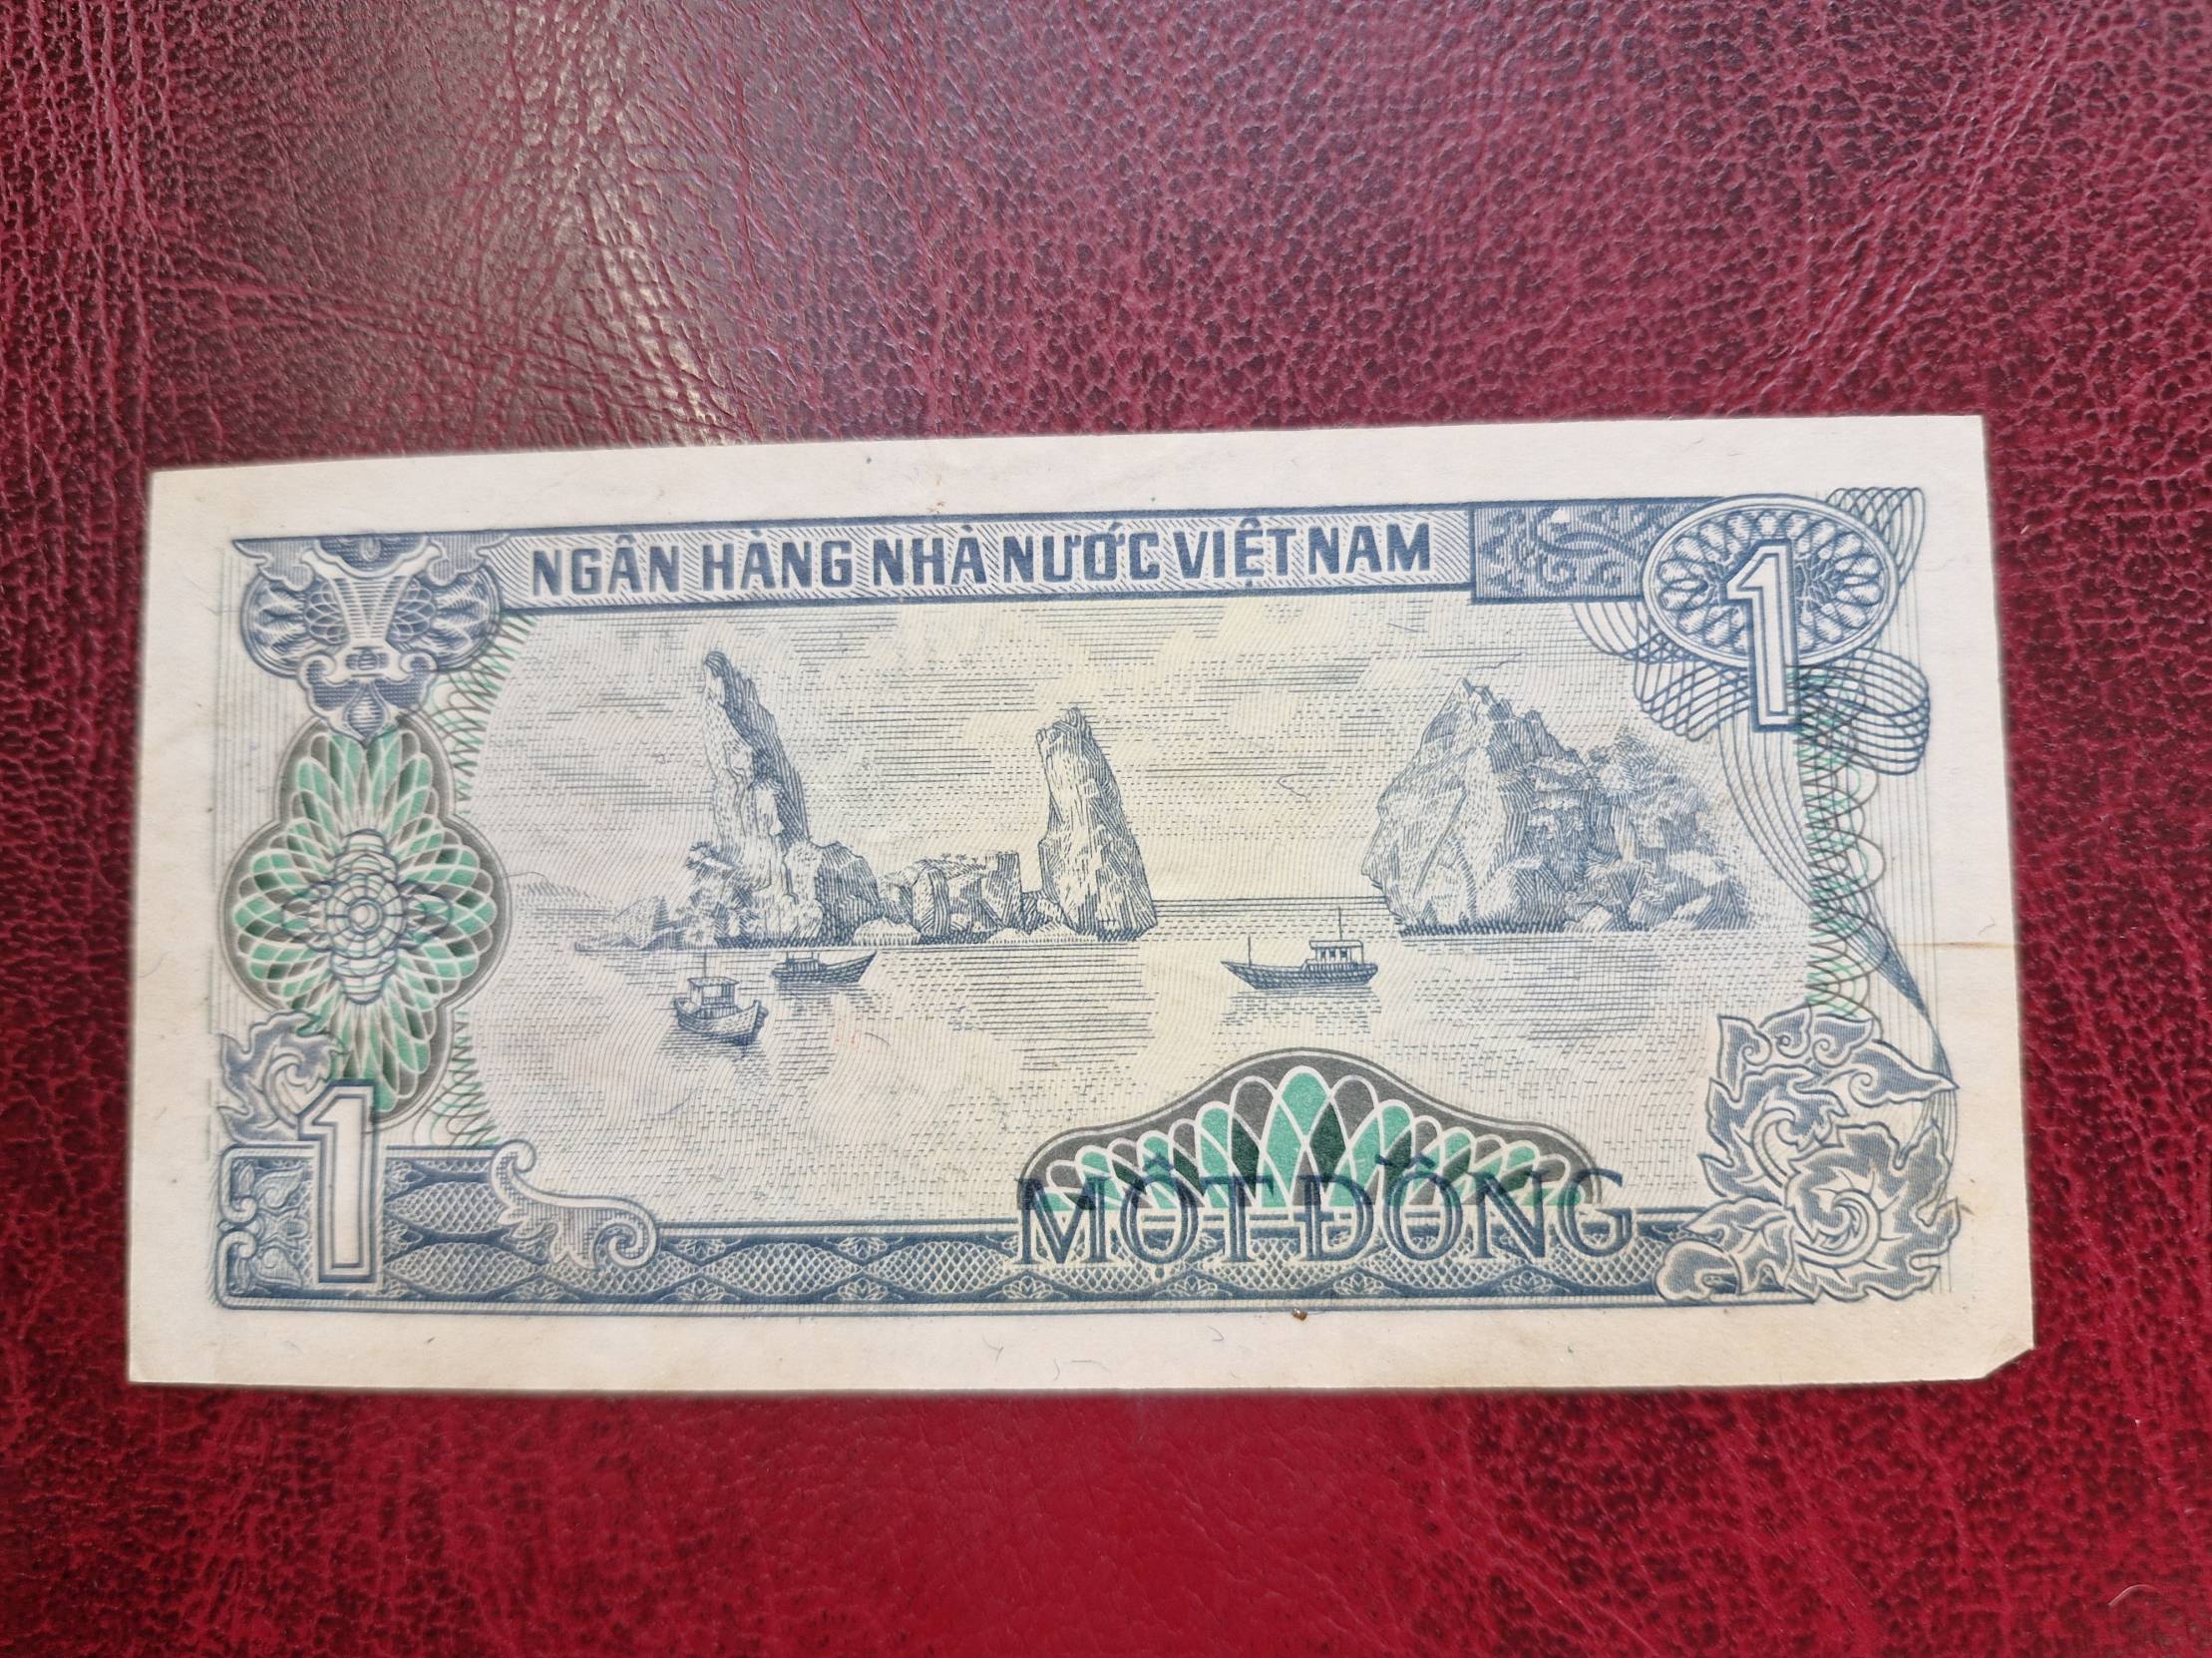 NGÂN HÀNG NHÀ NƯỚC VIỆT NAM
1
1
MỘT ĐỒNG